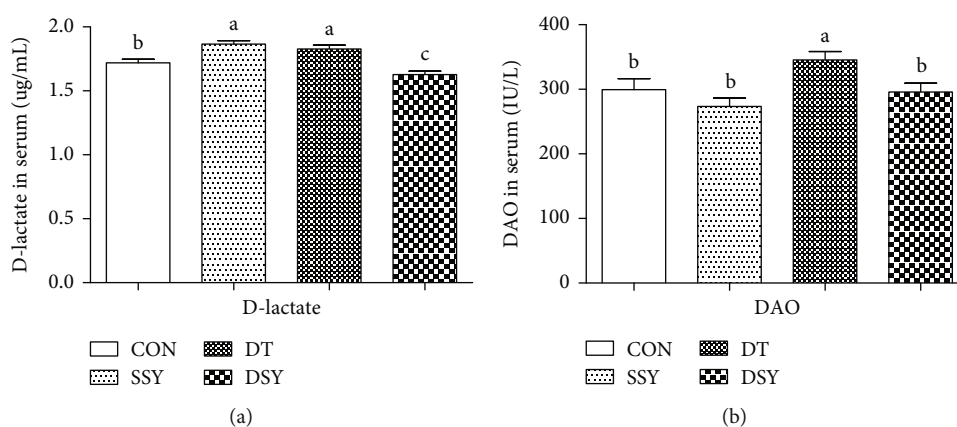 D-lactate in serum (ug/mL)
2.0
1.5
1.0
0.5
0.0
b
a
a
c
D-lactate
CON
DT
SSY
DSY
(a)
DAO in serum (IU/L)
400
300
200
100
0
b
b
a
b
DAO
CON
DT
SSY
DSY
(b)